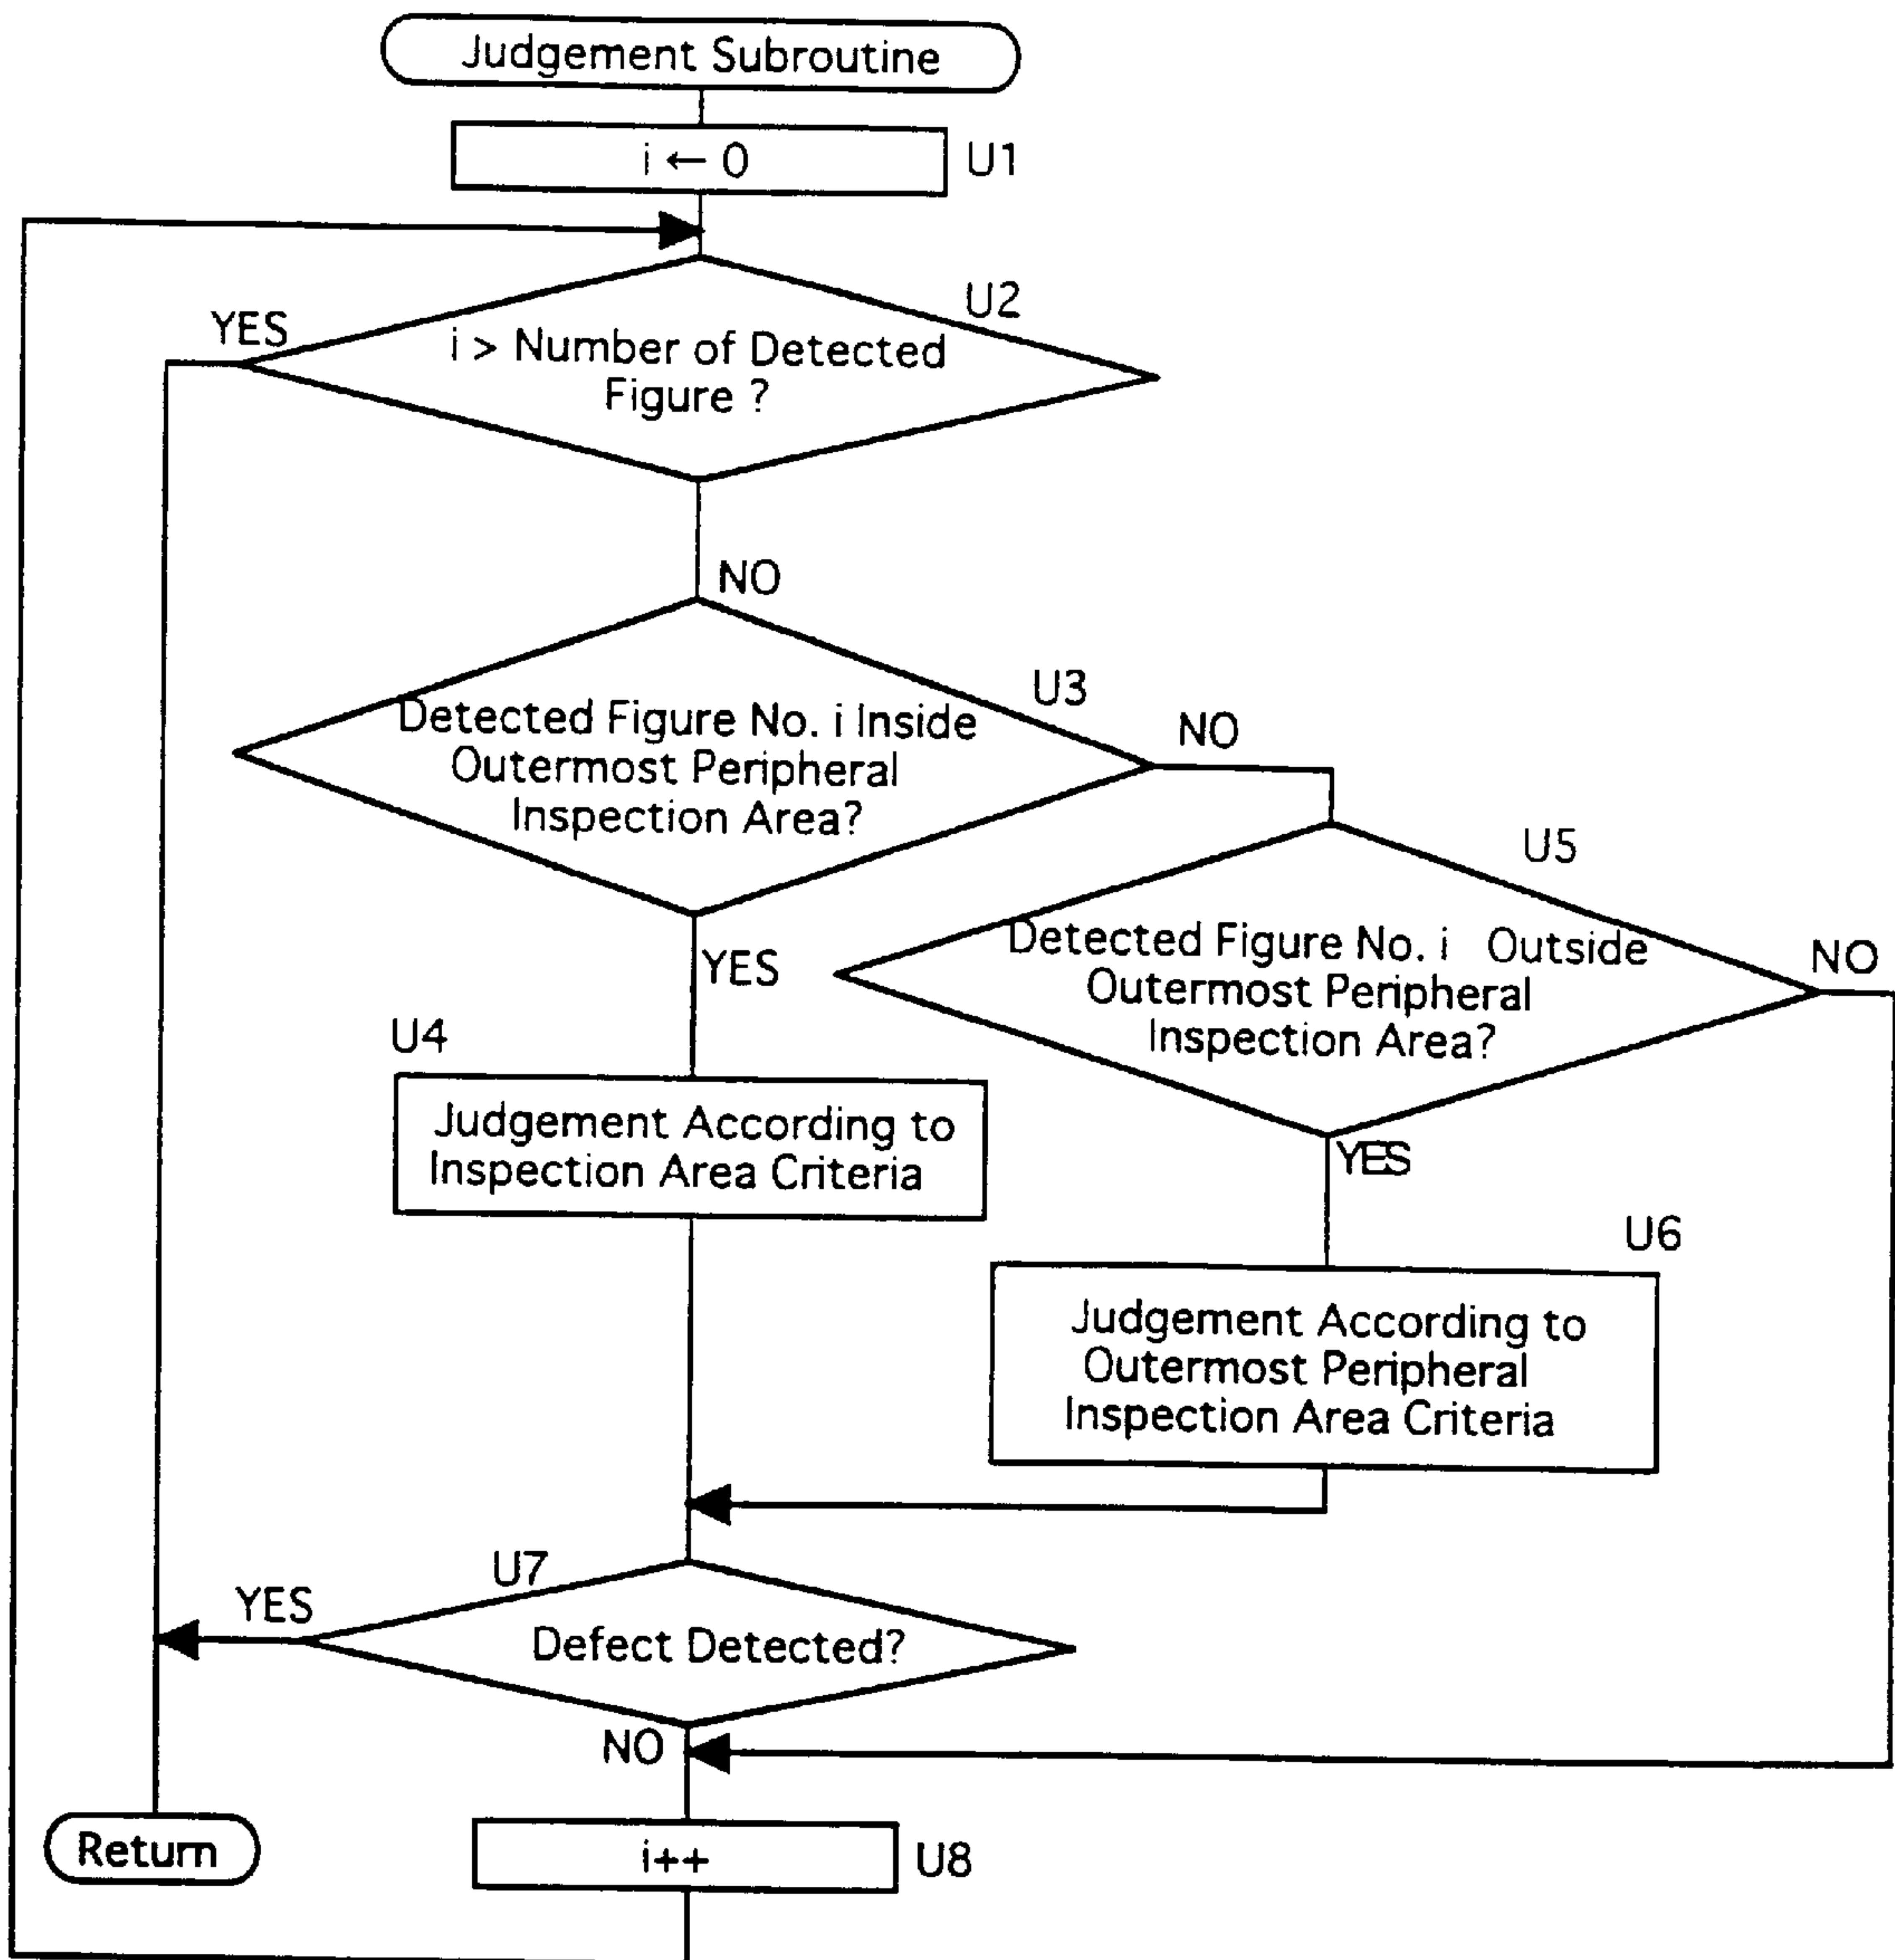 Judgement Subroutine
i ← 0
U1
U2
YES
i > Number of Detected
Figure ?
NO
U3
Detected Figure No. i Inside
Outermost Peripheral
Inspection Area?
NO
U5
YES
Detected Figure No. i Outside
Outermost Peripheral
Inspection Area?
NO
U4
Judgement According to
Inspection Area Criteria
YES
U6
Judgement According to
Outermost Peripheral
Inspection Area Criteria
U7
YES
Defect Detected?
NO
Return
i++
U8